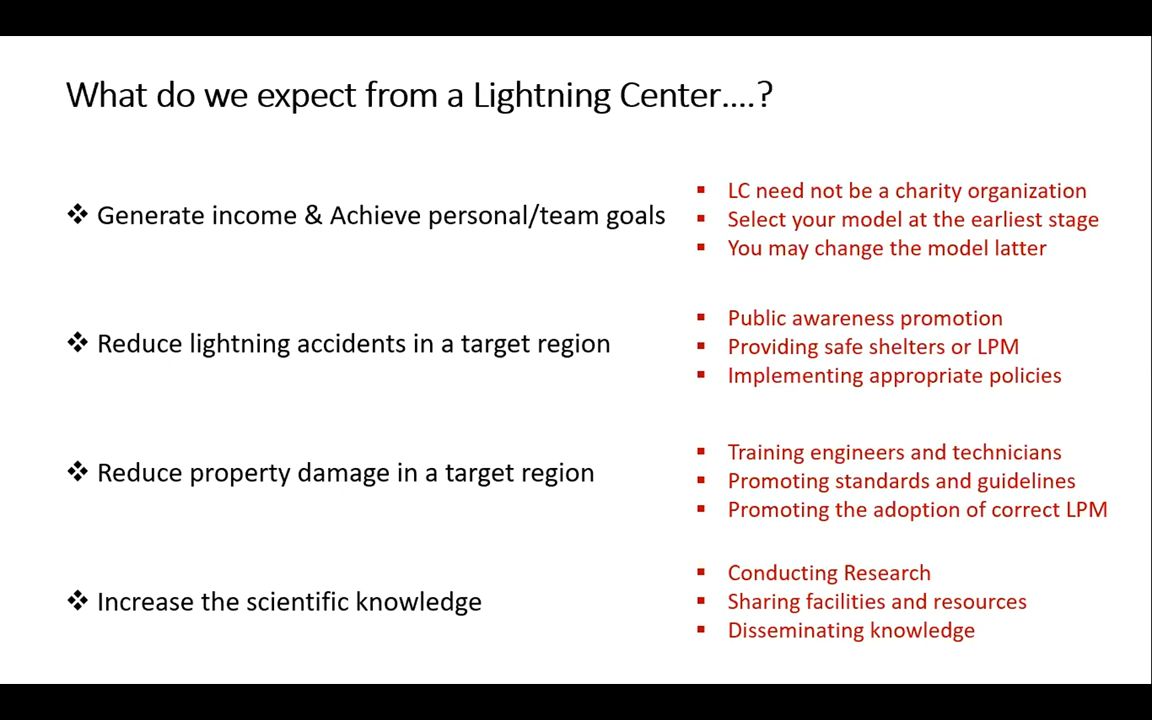 What do we expect from a Lightning Center....?
❖ Generate income & Achieve personal/team goals
▪ LC need not be a charity organization
▪ Select your model at the earliest stage
▪ You may change the model latter
❖ Reduce lightning accidents in a target region
▪ Public awareness promotion
▪ Providing safe shelters or LPM
▪ Implementing appropriate policies
❖ Reduce property damage in a target region
▪ Training engineers and technicians
▪ Promoting standards and guidelines
▪ Promoting the adoption of correct LPM
❖ Increase the scientific knowledge
▪ Conducting Research
▪ Sharing facilities and resources
▪ Disseminating knowledge